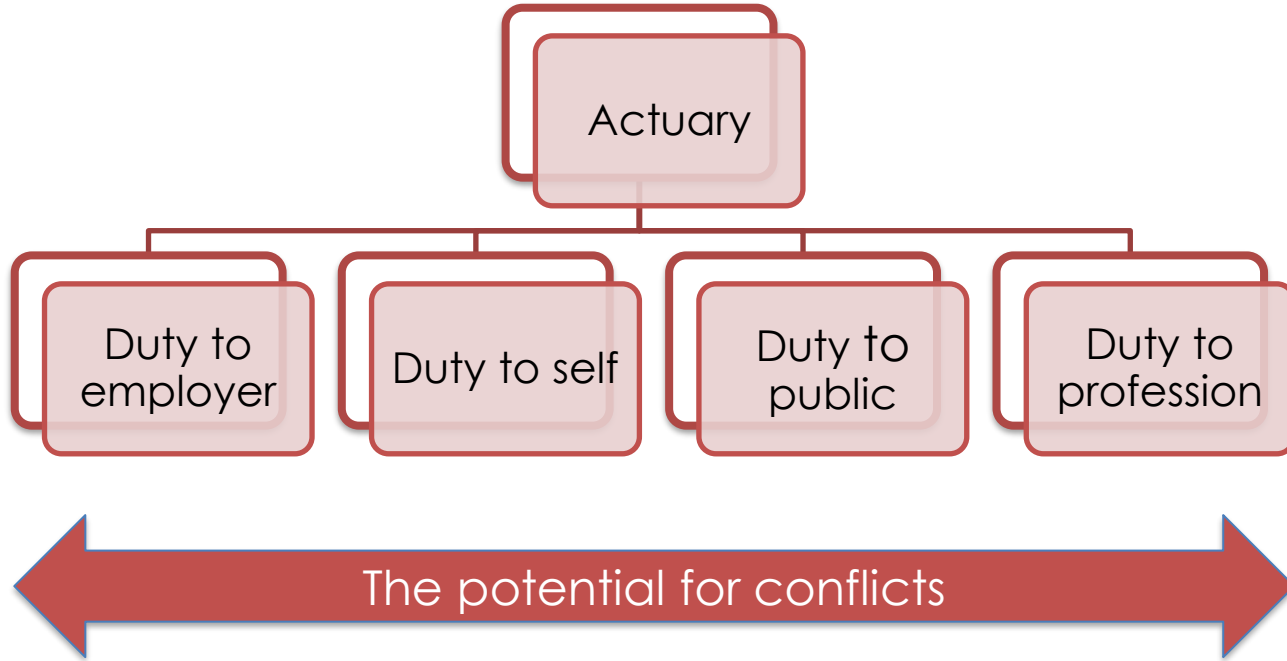 Actuary
Duty to
employer
Duty to self
Duty to
public
Duty to
profession
The potential for conflicts